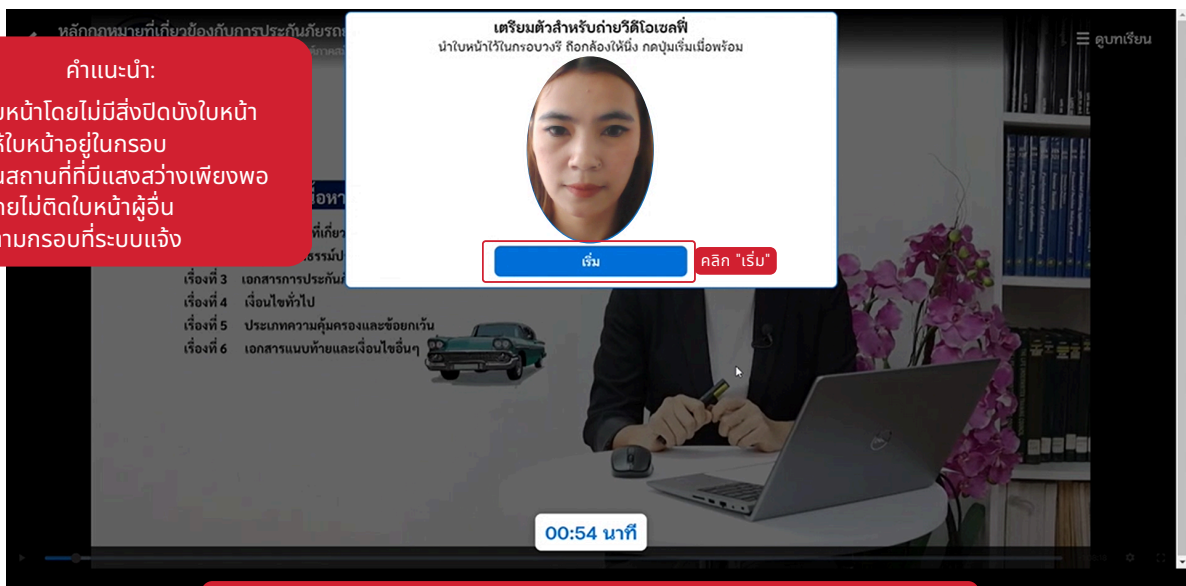 หลักกฎหมายที่เกี่ยวข้องกับการประกันภัยรถ
เตรียมตัวสำหรับถ่ายวีดีโอเซลฟี่
นำใบหน้าไว้ในกรอบวงรี ถือกล้องให้นิ่ง กดปุ่มเริ่มเมื่อพร้อม
ดูบทเรียน
คำแนะนำ:
บหน้าโดยไม่มีสิ่งปิดบังใบหน้า
ห้ใบหน้าอยู่ในกรอบ
นสถานที่ที่มีแสงสว่างเพียงพอ
ายไม่ติดใบหน้าผู้อื่น
ามกรอบที่ระบบแจ้ง
เริ่ม
คลิก "เริ่ม"
เรื่องที่ 3 เอกสารการประกัน
เรื่องที่ 4 เงื่อนไขทั่วไป
เรื่องที่ 5 ประเภทความคุ้มครองและข้อยกเว้น
เรื่องที่ 6 เอกสารแนบท้ายและเงื่อนไขอื่นๆ
00:54 นาที